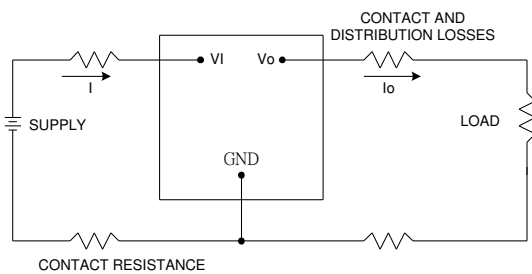 CONTACT AND
DISTRIBUTION LOSSES
VI
Vo
I
Io
SUPPLY
LOAD
GND
CONTACT RESISTANCE